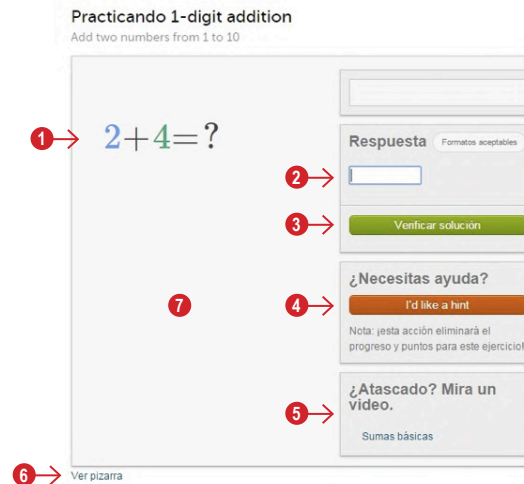 Practicando 1-digit addition
Add two numbers from 1 to 10
1
2+4=?
Respuesta
Formatos aceptables
2
3
Verificar solución
¿Necesitas ayuda?
4
I'd like a hint
Nota: ¡esta acción eliminará el
progreso y puntos para este ejercicio!
7
¿Atascado? Mira un
video.
5
Sumas básicas
6
Ver pizarra